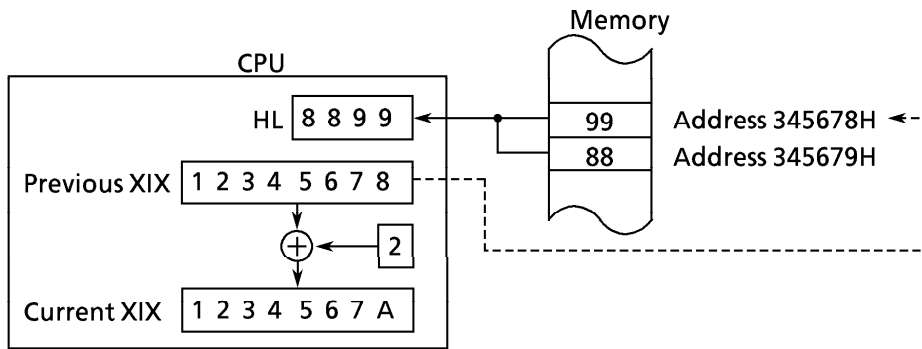 Memory
CPU
HL 8 8 9 9
99 Address 345678H
88 Address 345679H
Previous XIX 1 2 3 4 5 6 7 8
+ 2
Current XIX 1 2 3 4 5 6 7 A